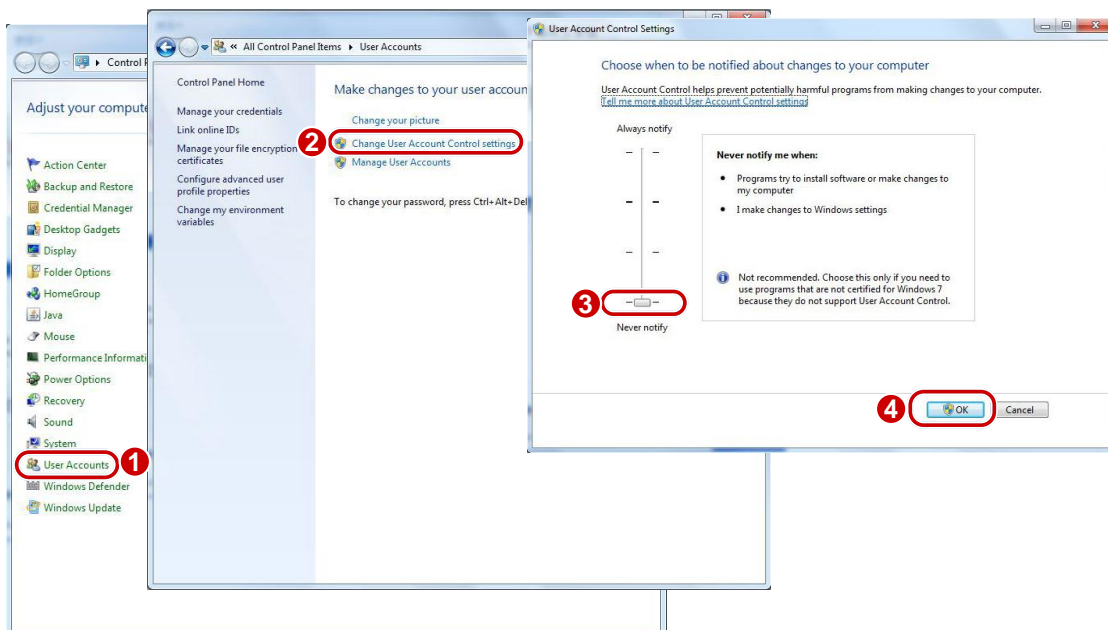 Control P
Adjust your compute
Action Center
Backup and Restore
Credential Manager
Desktop Gadgets
Display
Folder Options
HomeGroup
Java
Mouse
Performance Informati
Power Options
Recovery
Sound
System
User Accounts
1
Windows Defender
Windows Update
« All Control Panel Items ▸ User Accounts
Control Panel Home
Manage your credentials
Link online IDs
Manage your file encryption
certificates
Configure advanced user
profile properties
Change my environment
variables
Make changes to your user accoun
Change your picture
2
Change User Account Control settings
Manage User Accounts
To change your password, press Ctrl+Alt+Del
User Account Control Settings
Choose when to be notified about changes to your computer
User Account Control helps prevent potentially harmful programs from making changes to your computer.
Tell me more about User Account Control settings
Always notify
3
Never notify
Never notify me when:
• Programs try to install software or make changes to
my computer
• I make changes to Windows settings
Not recommended. Choose this only if you need to
use programs that are not certified for Windows 7
because they do not support User Account Control.
4
OK
Cancel